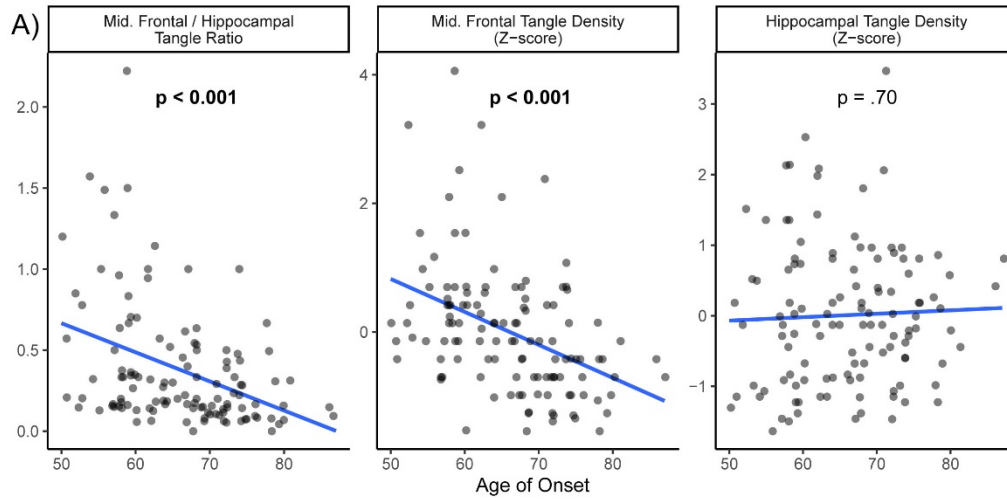 A)
Mid. Frontal / Hippocampal
Tangle Ratio
Mid. Frontal Tangle Density
(Z−score)
Hippocampal Tangle Density
(Z−score)
p < 0.001
p < 0.001
p = .70
2.0
1.5
1.0
0.5
0.0
4
2
0
3
2
1
0
−1
50
60
70
80
50
60
70
80
50
60
70
80
Age of Onset